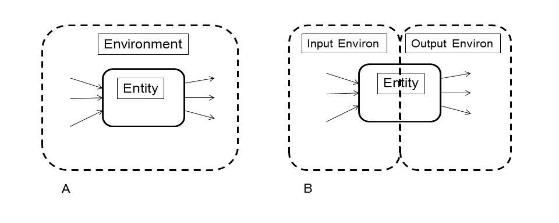 Environment
Entity
A
Input Environ
Output Environ
Entity
B